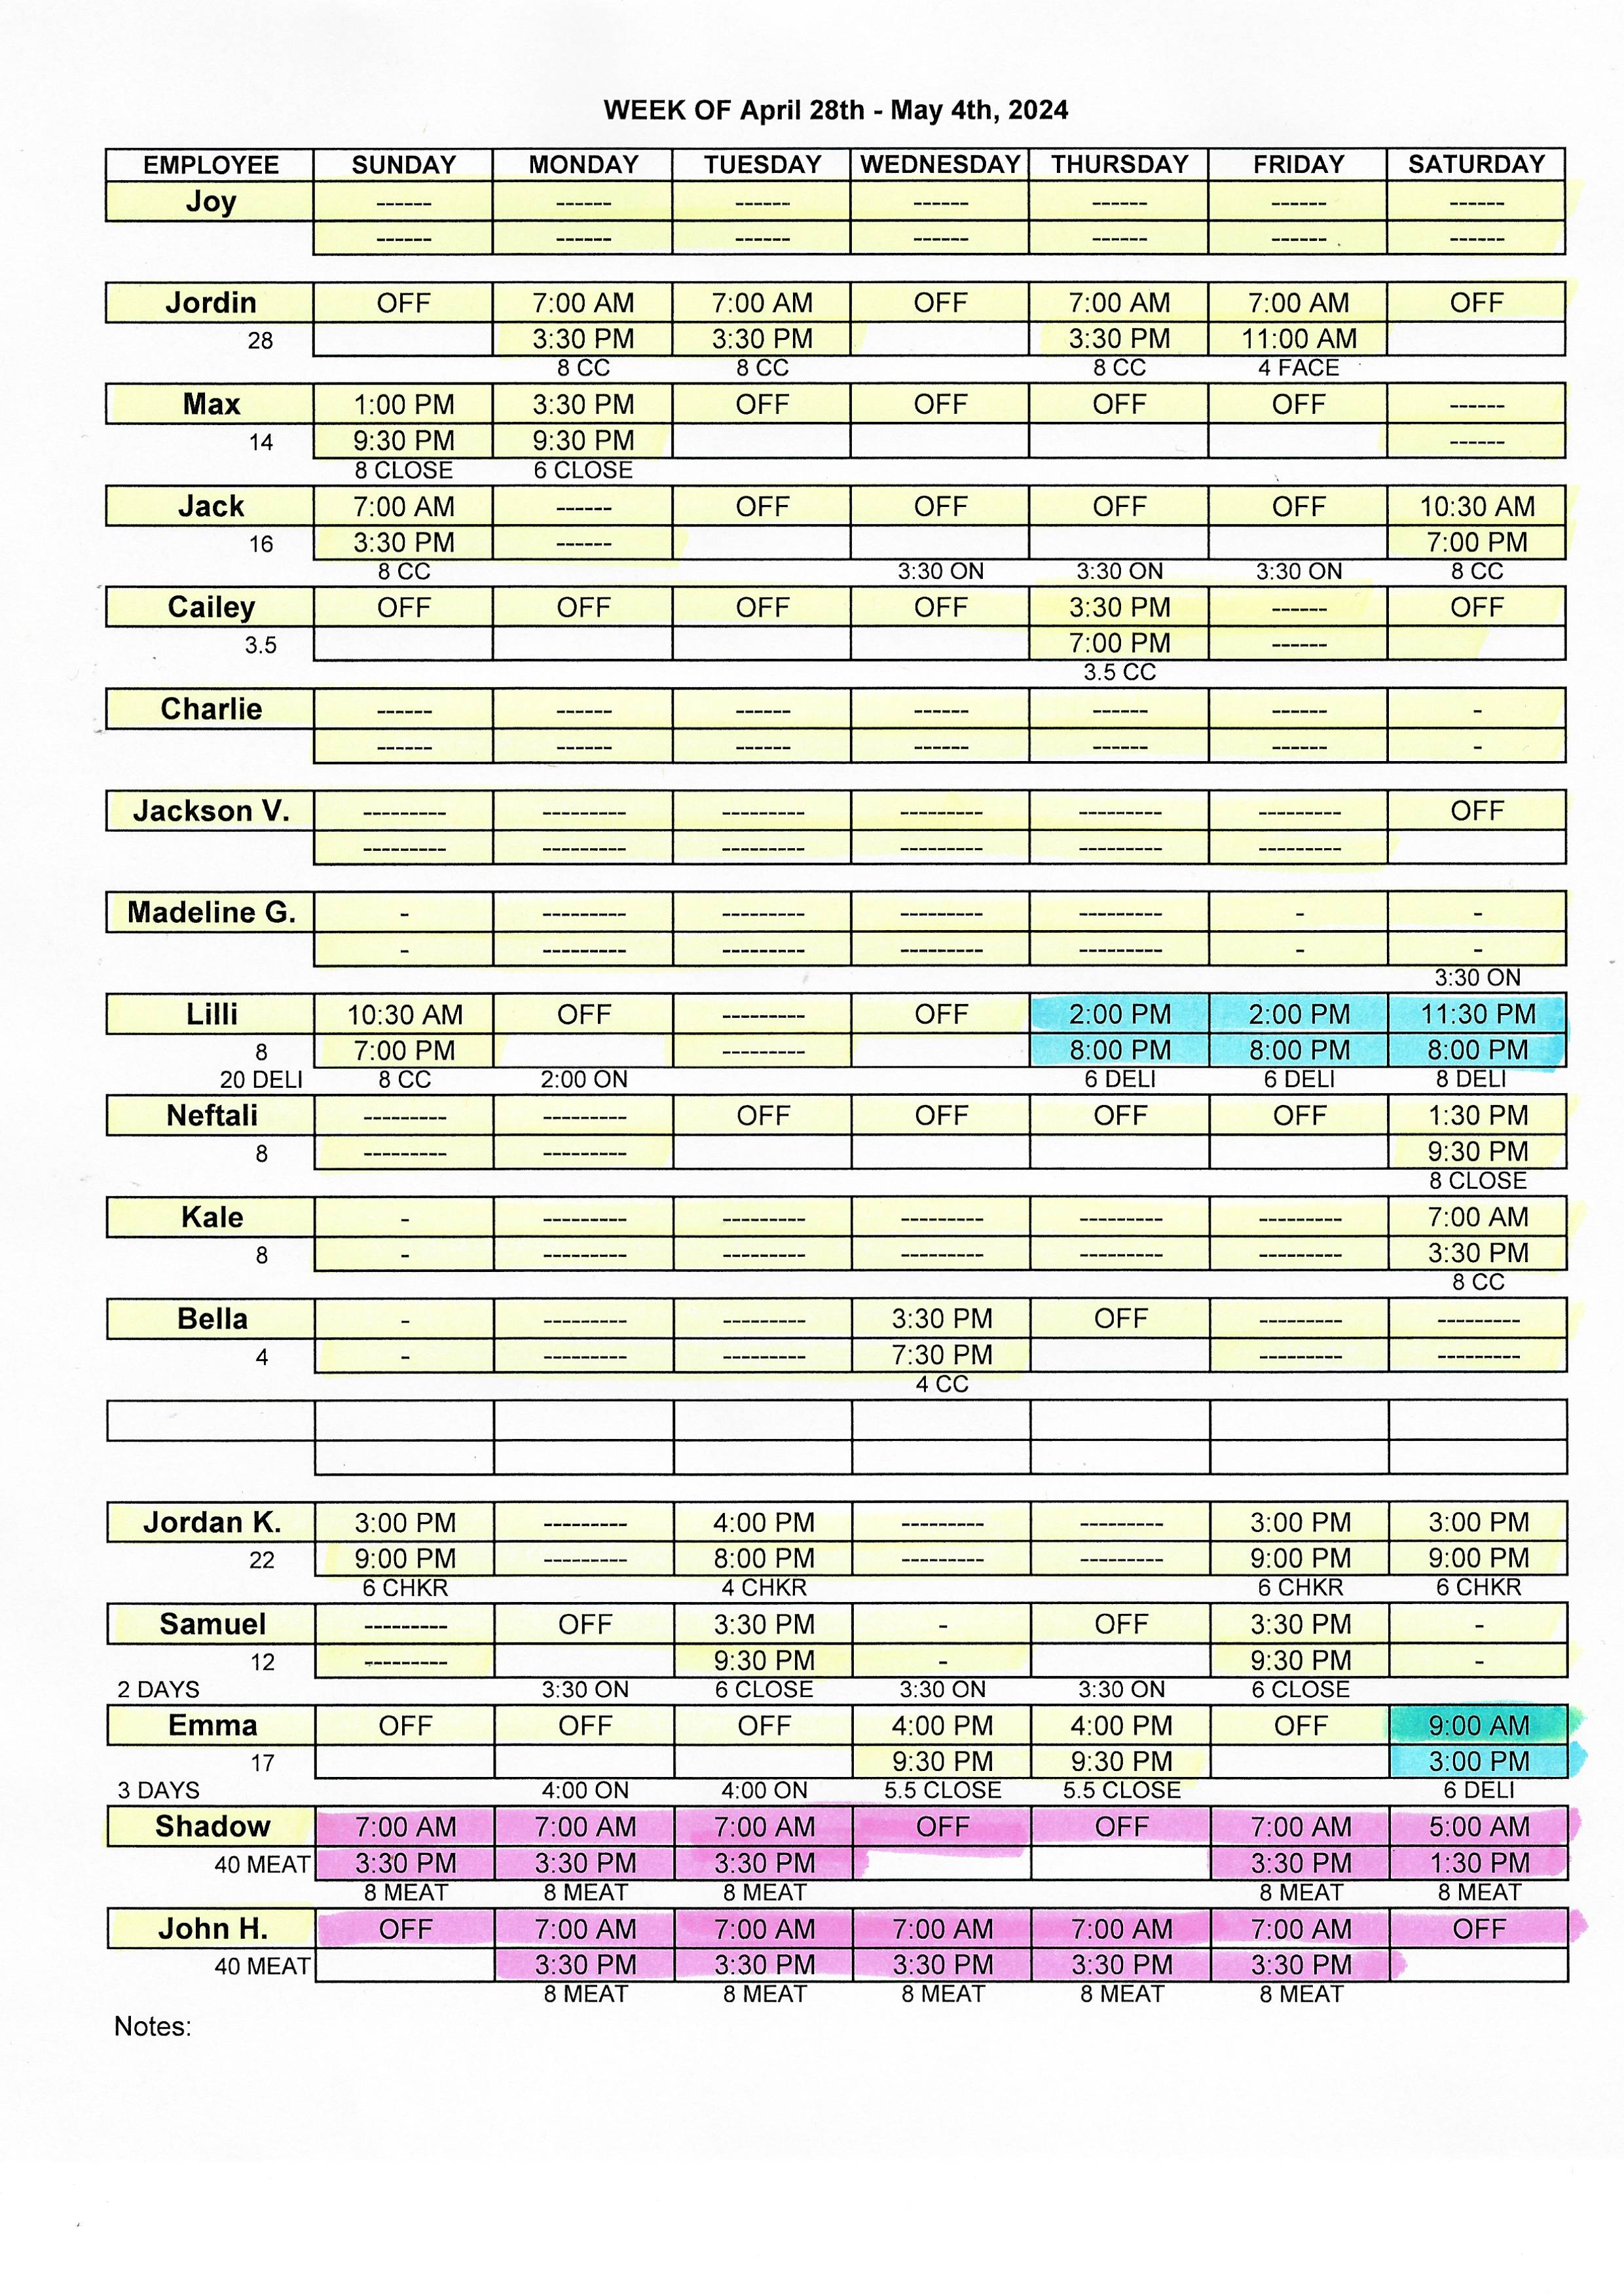 WEEK OF April 28th - May 4th, 2024
EMPLOYEE SUNDAY MONDAY TUESDAY WEDNESDAY THURSDAY FRIDAY SATURDAY
Joy ------ ------ ------ ------ ------ ------ ------
------ ------ ------ ------ ------ ------ ------
Jordin OFF 7:00 AM 7:00 AM OFF 7:00 AM 7:00 AM OFF
28 3:30 PM 3:30 PM 3:30 PM 11:00 AM
8 CC 8 CC 8 CC 4 FACE
Max 1:00 PM 3:30 PM OFF OFF OFF OFF ------
14 9:30 PM 9:30 PM ------
8 CLOSE 6 CLOSE
Jack 7:00 AM ------ OFF OFF OFF OFF 10:30 AM
16 3:30 PM ------ 7:00 PM
8 CC 3:30 ON 3:30 ON 3:30 ON 8 CC
Cailey OFF OFF OFF OFF 3:30 PM ------ OFF
3.5 7:00 PM ------
3.5 CC
Charlie ------ ------ ------ ------ ------ ------ -
------ ------ ------ ------ ------ ------ -
Jackson V. --------- --------- --------- --------- --------- --------- OFF
--------- --------- --------- --------- --------- ---------
Madeline G. - --------- --------- --------- --------- - -
- --------- --------- --------- --------- - -
3:30 ON
Lilli 10:30 AM OFF --------- OFF 2:00 PM 2:00 PM 11:30 PM
8 7:00 PM --------- 8:00 PM 8:00 PM 8:00 PM
20 DELI 8 CC 2:00 ON 6 DELI 6 DELI 8 DELI
Neftali --------- --------- OFF OFF OFF OFF 1:30 PM
8 --------- --------- 9:30 PM
8 CLOSE
Kale - --------- --------- --------- --------- --------- 7:00 AM
8 - --------- --------- --------- --------- --------- 3:30 PM
8 CC
Bella - --------- --------- 3:30 PM OFF --------- ---------
4 - --------- --------- 7:30 PM --------- ---------
4 CC
Jordan K. 3:00 PM --------- 4:00 PM --------- --------- 3:00 PM 3:00 PM
22 9:00 PM --------- 8:00 PM --------- --------- 9:00 PM 9:00 PM
6 CHKR 4 CHKR 6 CHKR 6 CHKR
Samuel --------- OFF 3:30 PM - OFF 3:30 PM -
12 --------- 9:30 PM - 9:30 PM -
2 DAYS 3:30 ON 6 CLOSE 3:30 ON 3:30 ON 6 CLOSE
Emma OFF OFF OFF 4:00 PM 4:00 PM OFF 9:00 AM
17 9:30 PM 9:30 PM 3:00 PM
3 DAYS 4:00 ON 4:00 ON 5.5 CLOSE 5.5 CLOSE 6 DELI
Shadow 7:00 AM 7:00 AM 7:00 AM OFF OFF 7:00 AM 5:00 AM
40 MEAT 3:30 PM 3:30 PM 3:30 PM 3:30 PM 1:30 PM
8 MEAT 8 MEAT 8 MEAT 8 MEAT 8 MEAT
John H. OFF 7:00 AM 7:00 AM 7:00 AM 7:00 AM 7:00 AM OFF
40 MEAT 3:30 PM 3:30 PM 3:30 PM 3:30 PM 3:30 PM
8 MEAT 8 MEAT 8 MEAT 8 MEAT 8 MEAT
Notes: